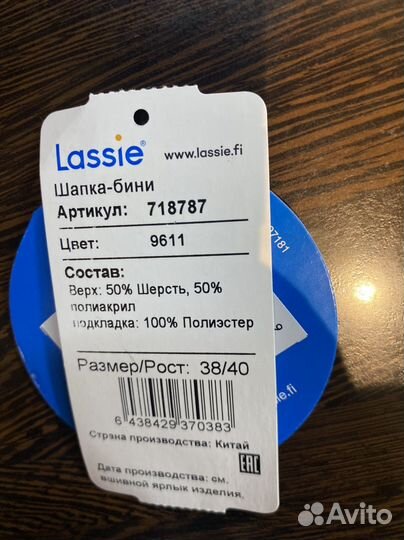 Lassie® www.lassie.fi
Шапка-бини
Артикул: 718787
Цвет: 9611
Состав:
Верх: 50% Шерсть, 50%
полиакрил
подкладка: 100% Полиэстер
Размер/Рост: 38/40
6 438429 370383
Страна производства: Китай
EAC
Дата производства: см.
вшивной ярлык изделия.
e.fi
Avito